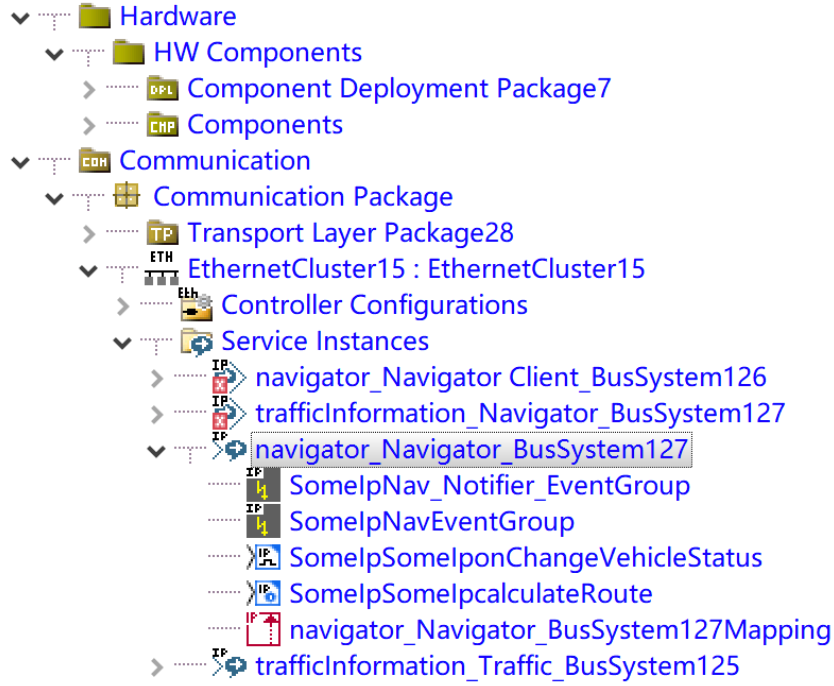 Hardware
HW Components
DPL Component Deployment Package7
CMP Components
COM Communication
Communication Package
TP Transport Layer Package28
ETH EthernetCluster15 : EthernetCluster15
Eth Controller Configurations
Service Instances
IP navigator_Navigator Client_BusSystem126
IP trafficInformation_Navigator_BusSystem127
IP navigator_Navigator_BusSystem127
IP SomeIpNav_Notifier_EventGroup
IP SomeIpNavEventGroup
IP SomeIpSomeIponChangeVehicleStatus
IP SomeIpSomeIpcalculateRoute
IP navigator_Navigator_BusSystem127Mapping
IP trafficInformation_Traffic_BusSystem125